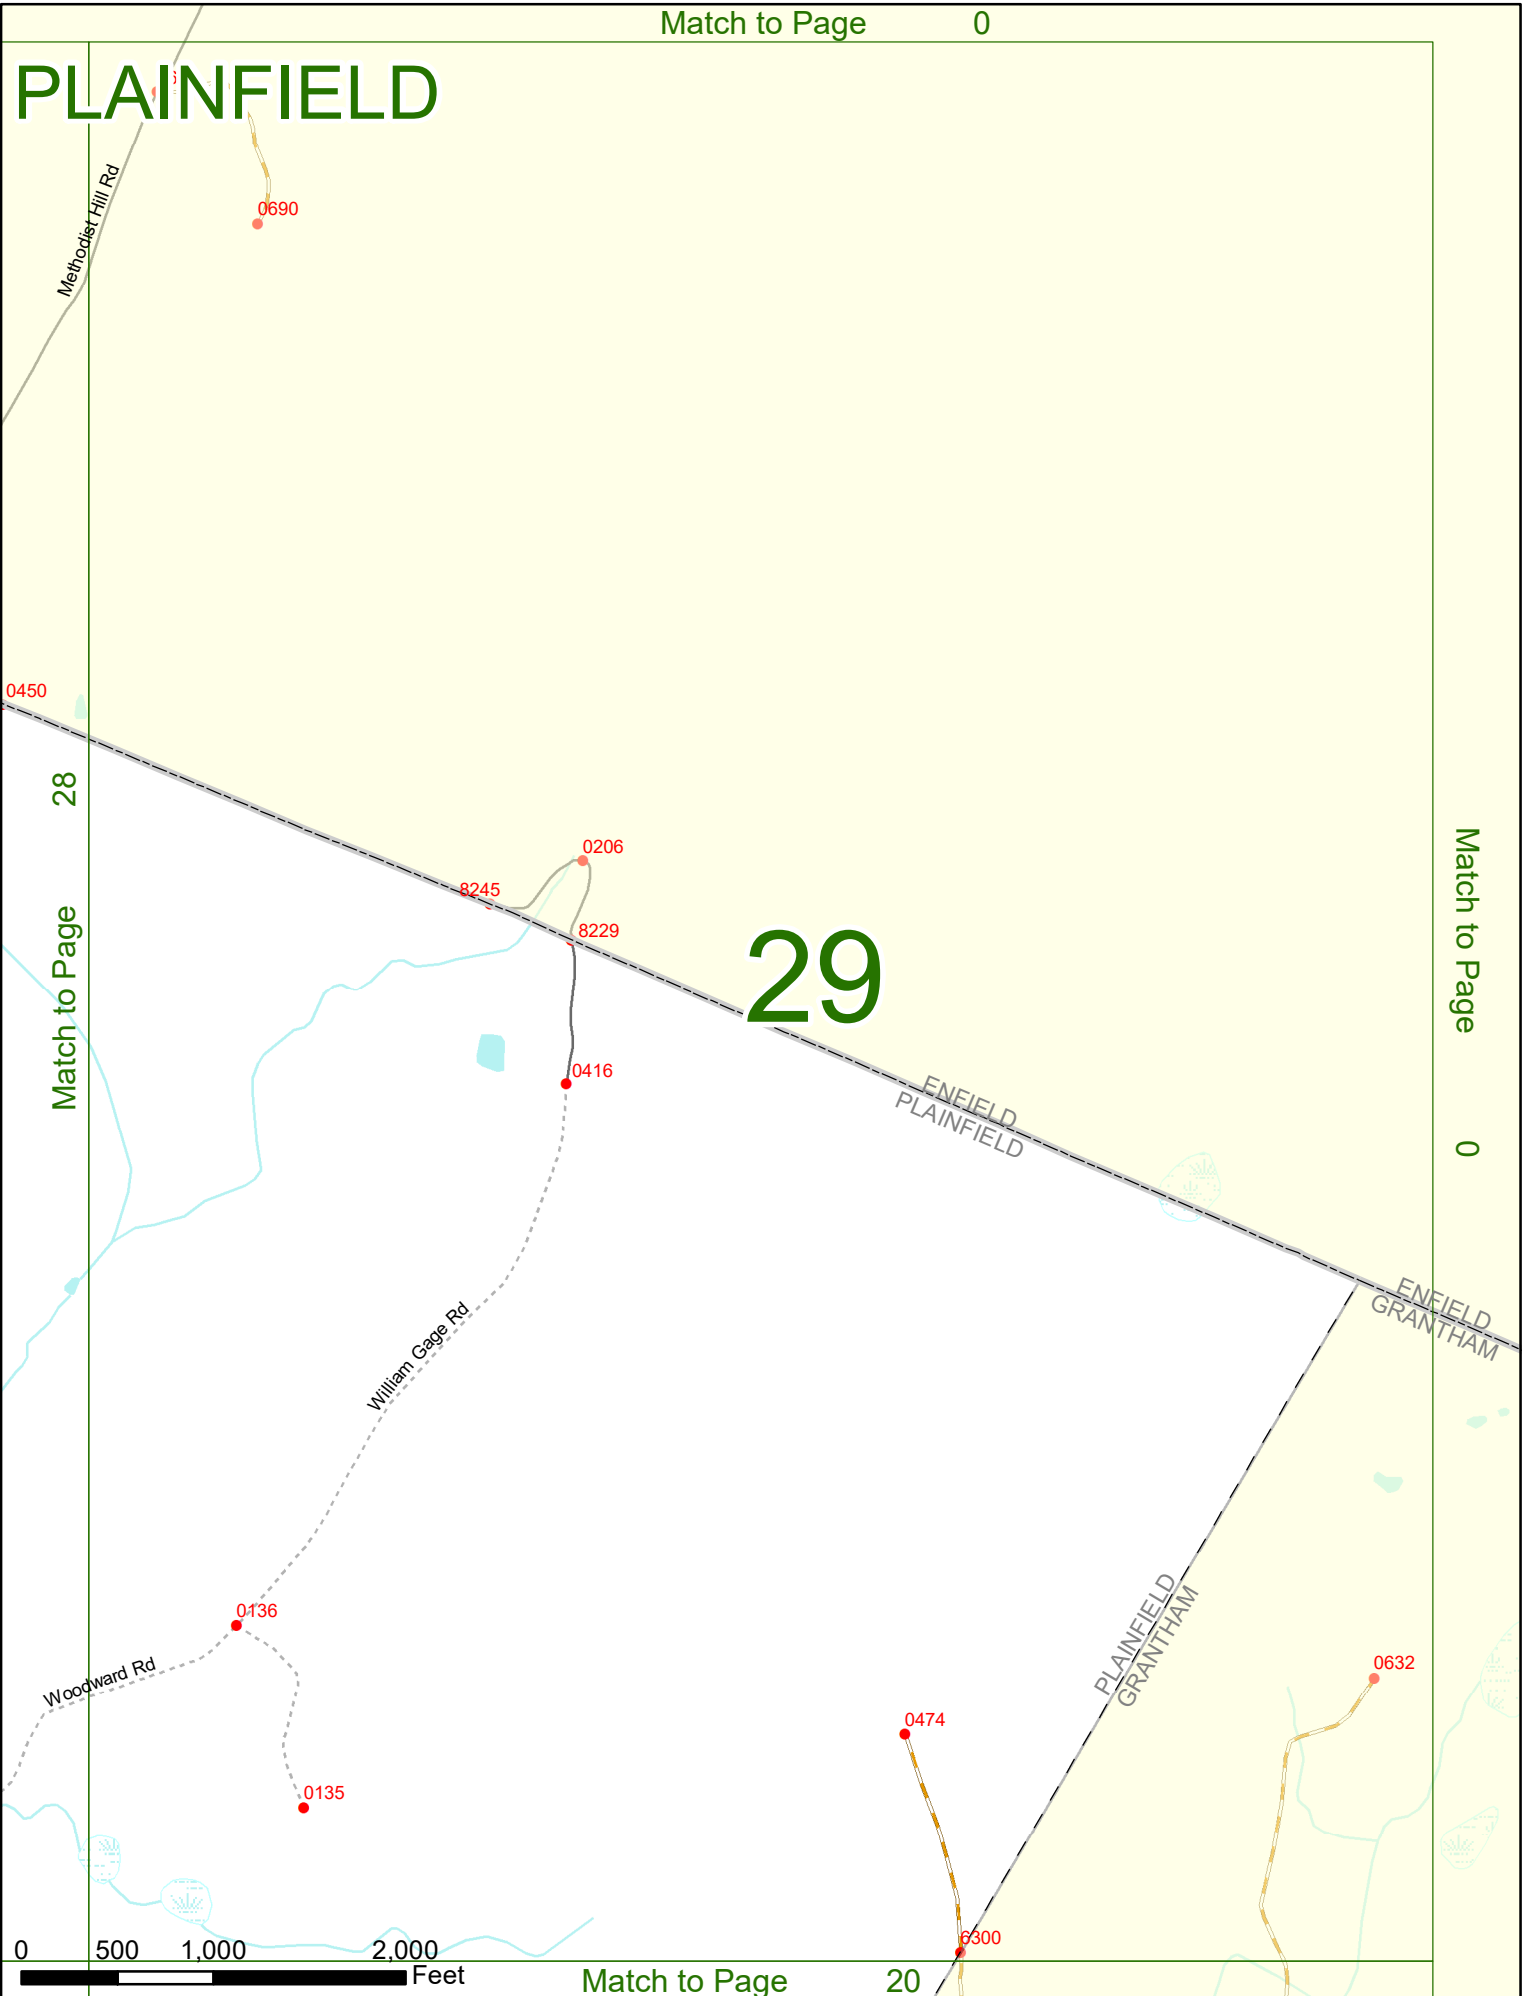 Match to Page 0
PLAINFIELD
Methodist Hill Rd
0690
0450
Match to Page 28
0206
8245
8229
29
Match to Page 0
0416
ENFIELD
PLAINFIELD
ENFIELD
GRANTHAM
William Gage Rd
0136
Woodward Rd
PLAINFIELD
GRANTHAM
0632
0474
0135
6300
0 500 1,000 2,000
Feet
Match to Page 20